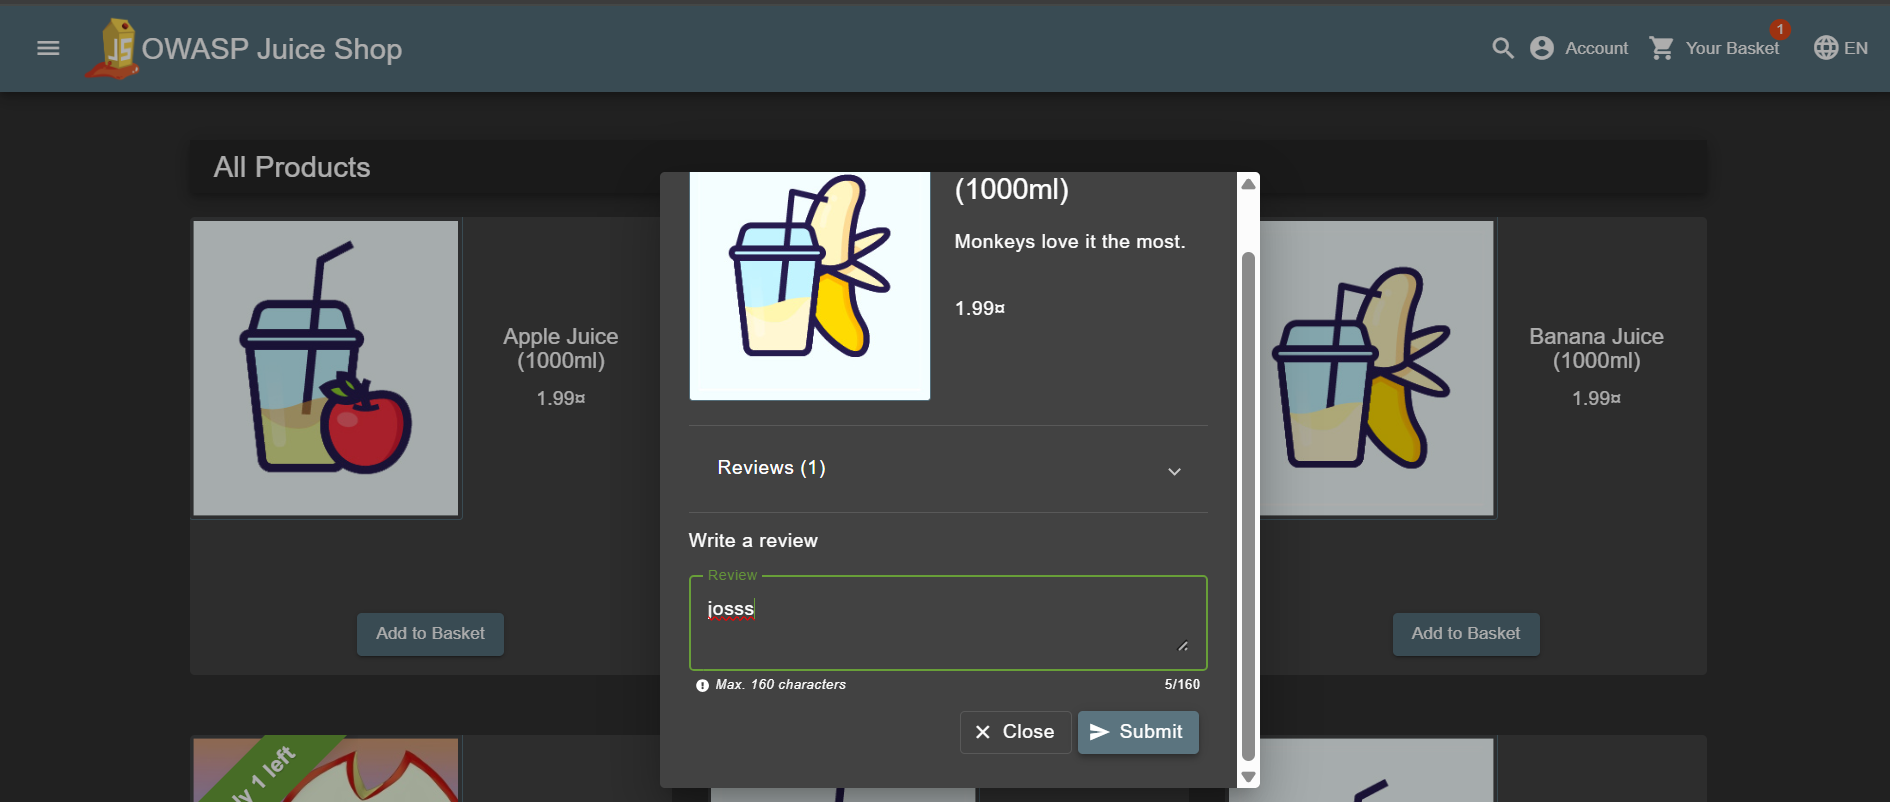 OWASP Juice Shop
Account
Your Basket
1
EN
All Products
Apple Juice
(1000ml)
1.99¤
Add to Basket
(1000ml)
Monkeys love it the most.
1.99¤
Reviews (1)
Write a review
Review
josss
Max. 160 characters
5/160
Close
Submit
Banana Juice
(1000ml)
1.99¤
Add to Basket
1 left